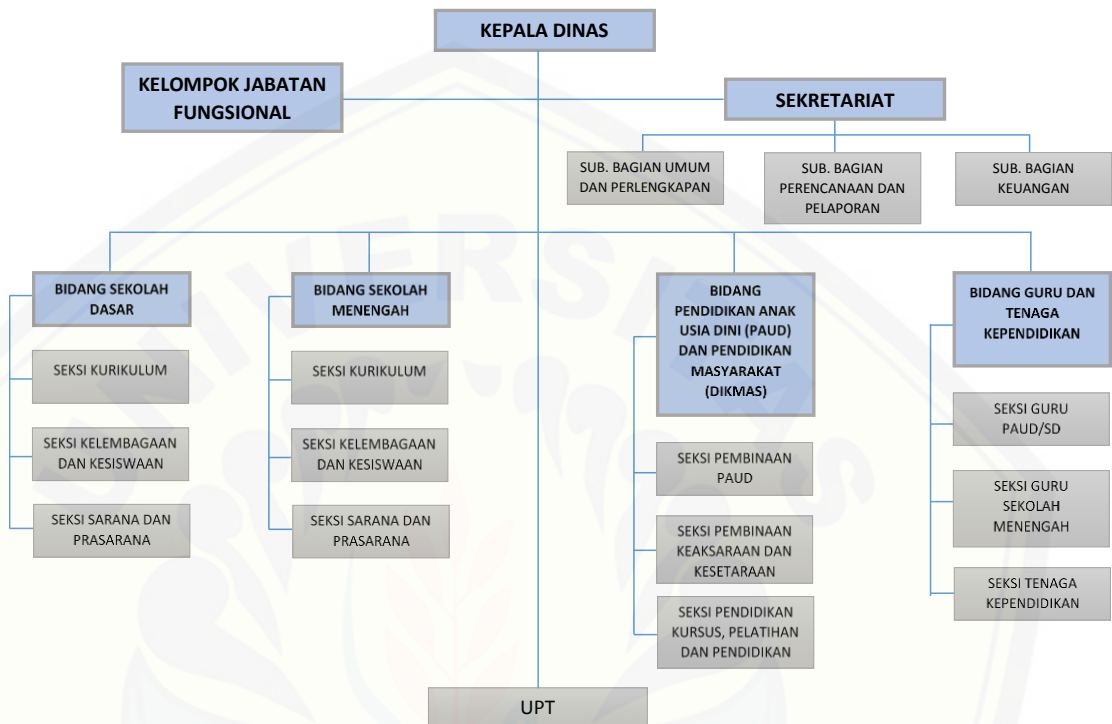 KEPALA DINAS
KELOMPOK JABATAN
FUNGSIONAL
SEKRETARIAT
SUB. BAGIAN UMUM
DAN PERLENGKAPAN
SUB. BAGIAN
PERENCANAAN DAN
PELAPORAN
SUB. BAGIAN
KEUANGAN
BIDANG SEKOLAH
DASAR
SEKSI KURIKULUM
SEKSI KELEMBAGAAN
DAN KESISWAAN
SEKSI SARANA DAN
PRASARANA
BIDANG SEKOLAH
MENENGAH
SEKSI KURIKULUM
SEKSI KELEMBAGAAN
DAN KESISWAAN
SEKSI SARANA DAN
PRASARANA
BIDANG
PENDIDIKAN ANAK
USIA DINI (PAUD)
DAN PENDIDIKAN
MASYARAKAT
(DIKMAS)
SEKSI PEMBINAAN
PAUD
SEKSI PEMBINAAN
KEAKSARAAN DAN
KESETARAAN
SEKSI PENDIDIKAN
KURSUS, PELATIHAN
DAN PENDIDIKAN
BIDANG GURU DAN
TENAGA
KEPENDIDIKAN
SEKSI GURU
PAUD/SD
SEKSI GURU
SEKOLAH
MENENGAH
SEKSI TENAGA
KEPENDIDIKAN
UPT
UNIVERSITAS